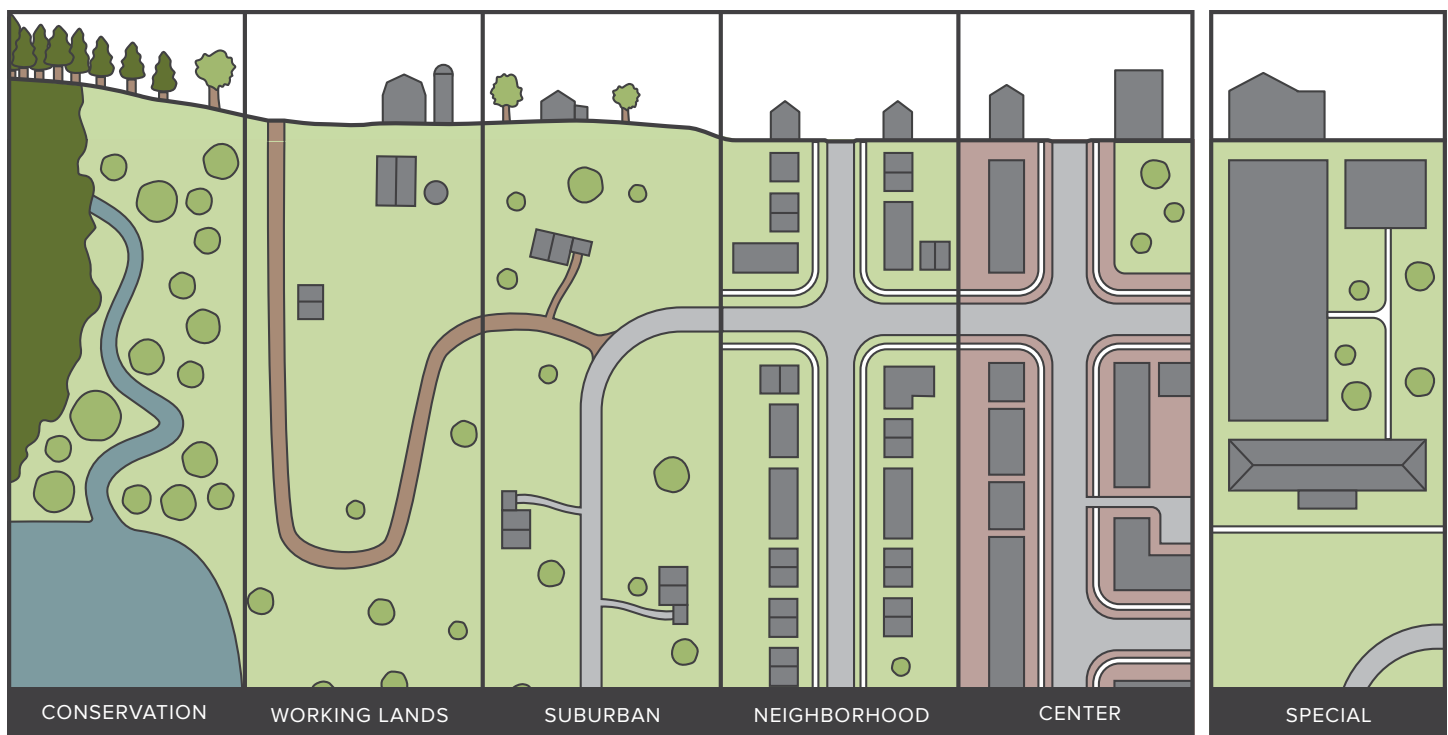 CONSERVATION
WORKING LANDS
SUBURBAN
NEIGHBORHOOD
CENTER
SPECIAL